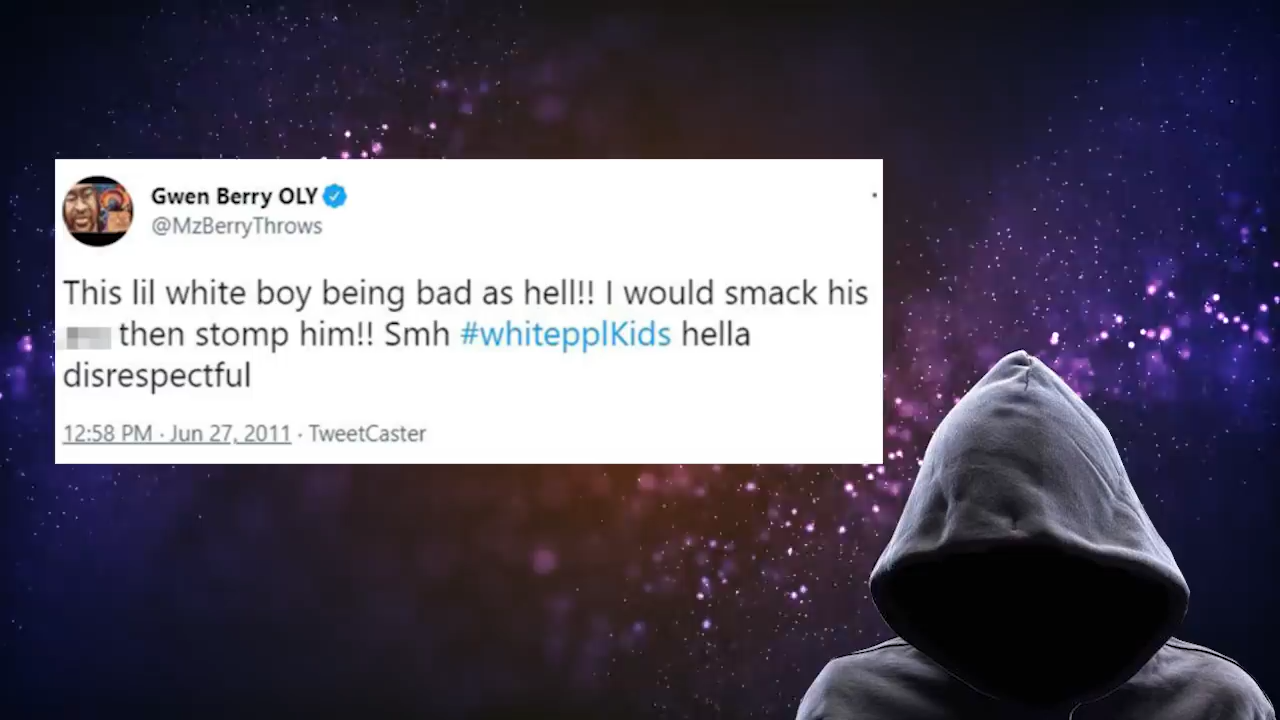 Gwen Berry OLY
@MzBerryThrows
This lil white boy being bad as hell!! I would smack his
then stomp him!! Smh #whitepplKids hella
disrespectful
12:58 PM · Jun 27, 2011 · TweetCaster